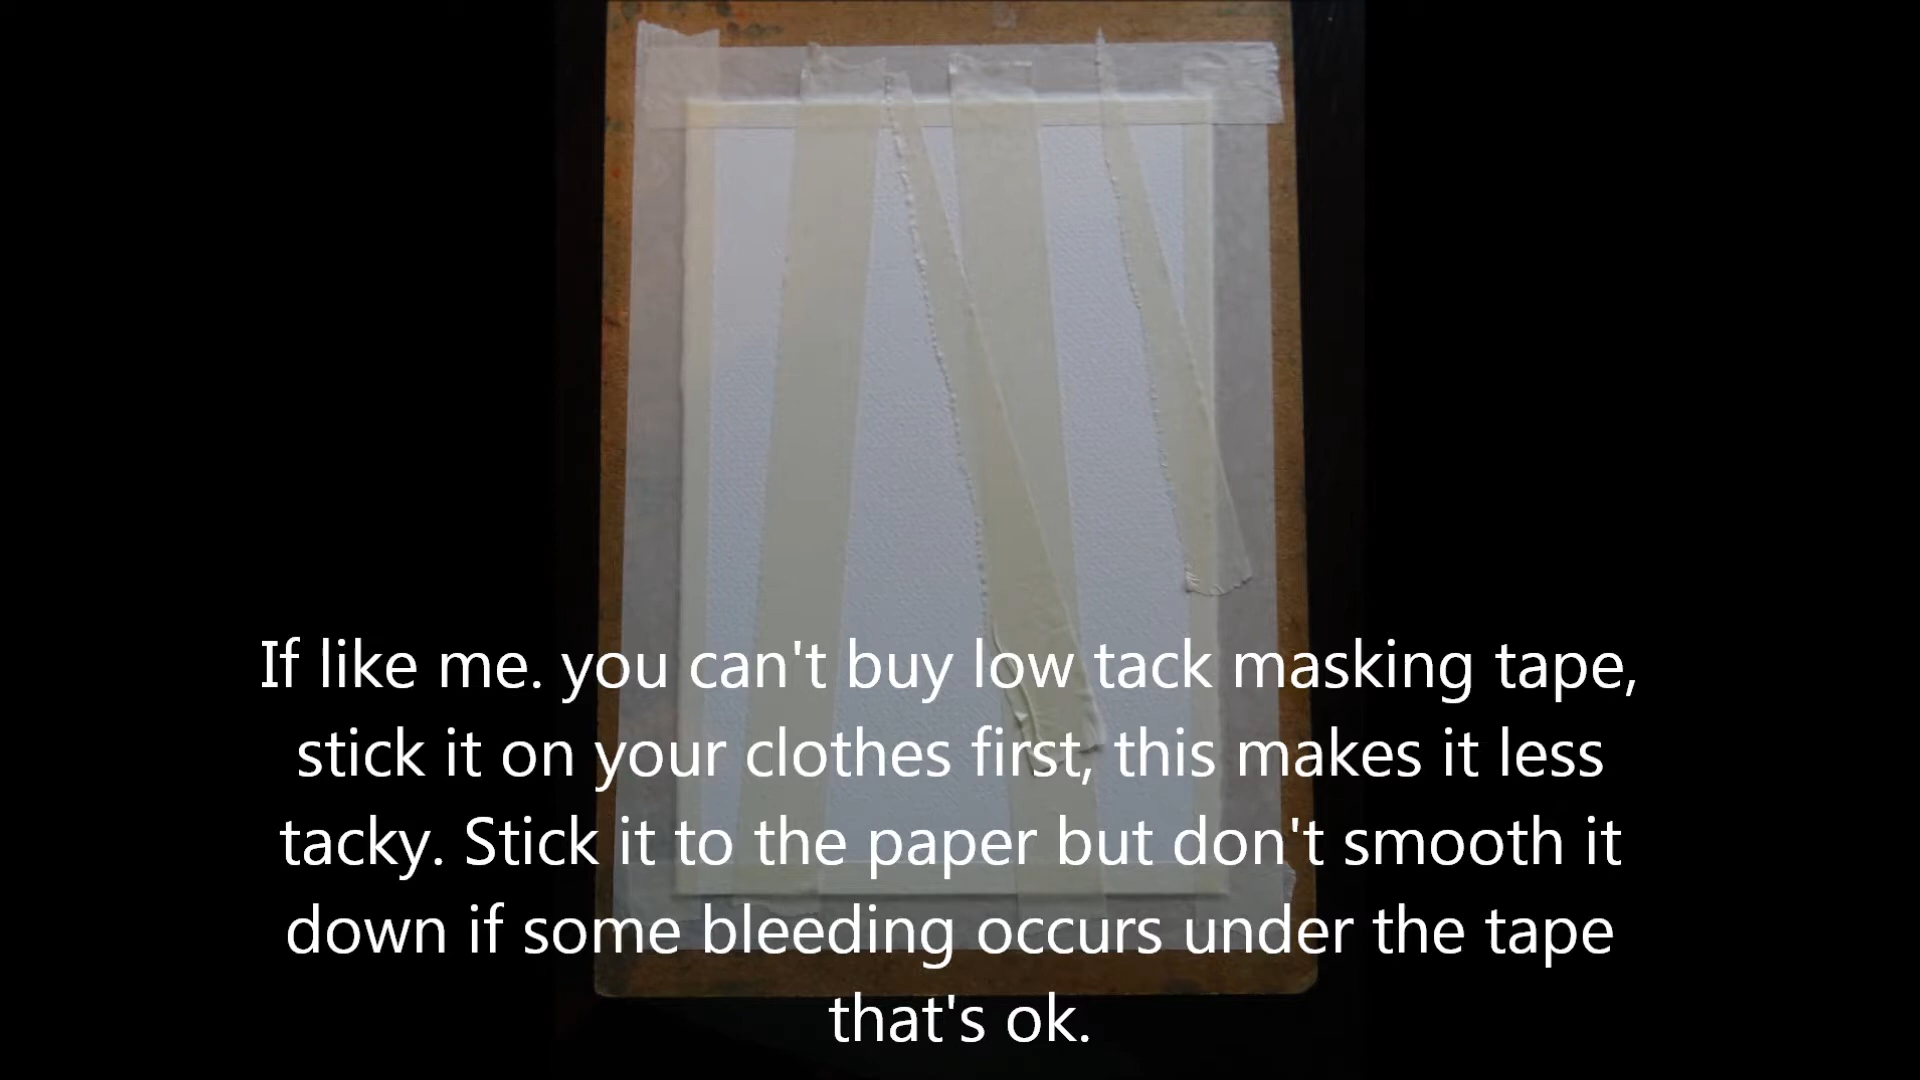 If like me. you can't buy low tack masking tape,
stick it on your clothes first, this makes it less
tacky. Stick it to the paper but don't smooth it
down if some bleeding occurs under the tape
that's ok.